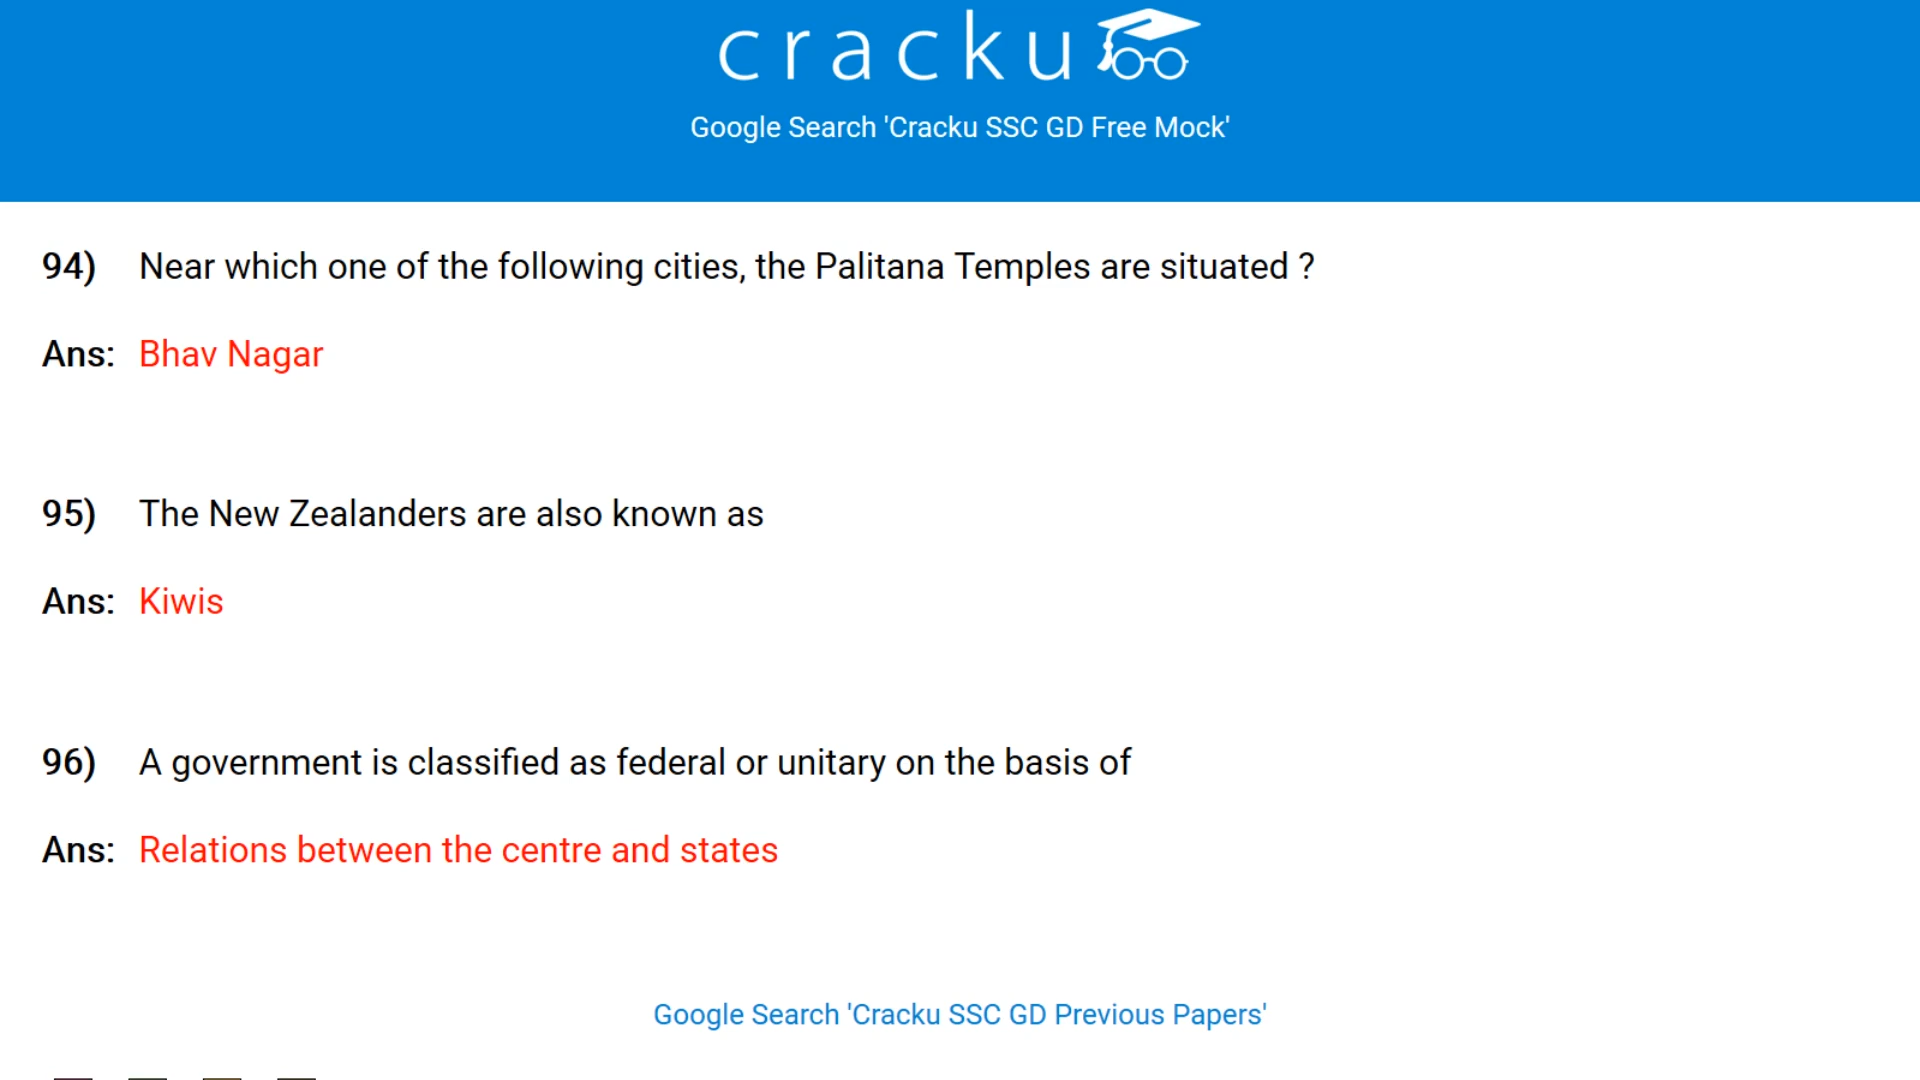 cracku
Google Search 'Cracku SSC GD Free Mock'
94) Near which one of the following cities, the Palitana Temples are situated ?
Ans: Bhav Nagar
95) The New Zealanders are also known as
Ans: Kiwis
96) A government is classified as federal or unitary on the basis of
Ans: Relations between the centre and states
Google Search 'Cracku SSC GD Previous Papers'